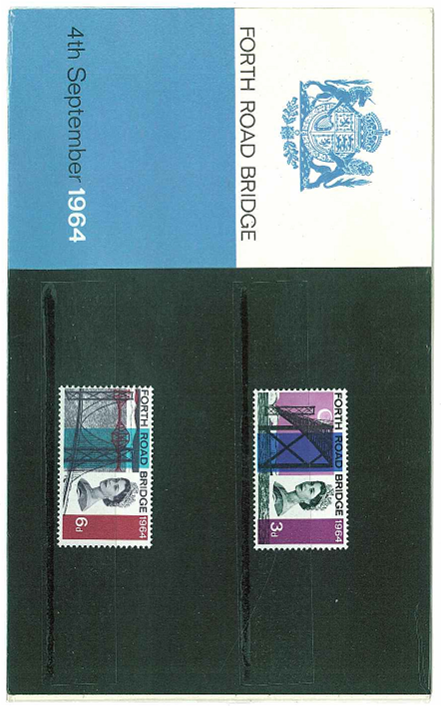 FORTH ROAD BRIDGE
4th September 1964
FORTH ROAD BRIDGE 1964
3d
FORTH ROAD BRIDGE 1964
6d